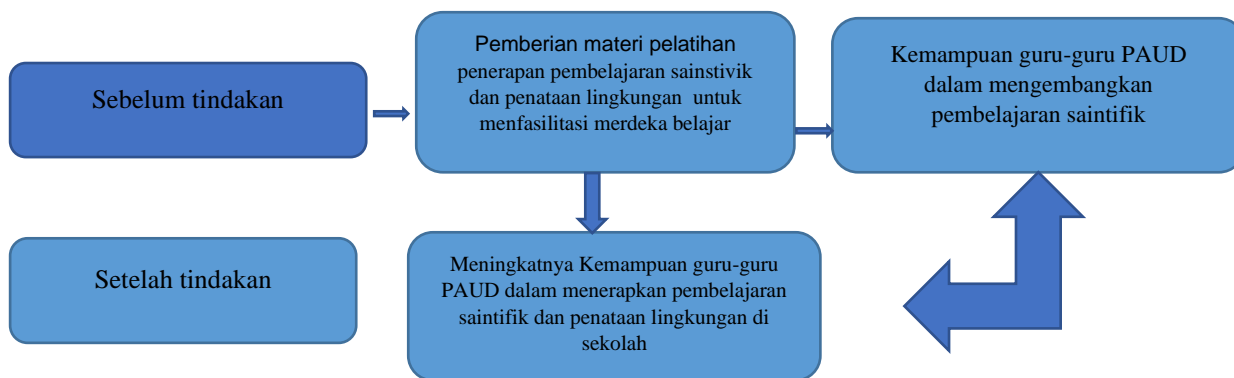 Sebelum tindakan
Pemberian materi pelatihan
penerapan pembelajaran sainstivik
dan penataan lingkungan untuk
menfasilitasi merdeka belajar
Kemampuan guru-guru PAUD
dalam mengembangkan
pembelajaran saintifik
Setelah tindakan
Meningkatnya Kemampuan guru-guru
PAUD dalam menerapkan pembelajaran
saintifik dan penataan lingkungan di
sekolah